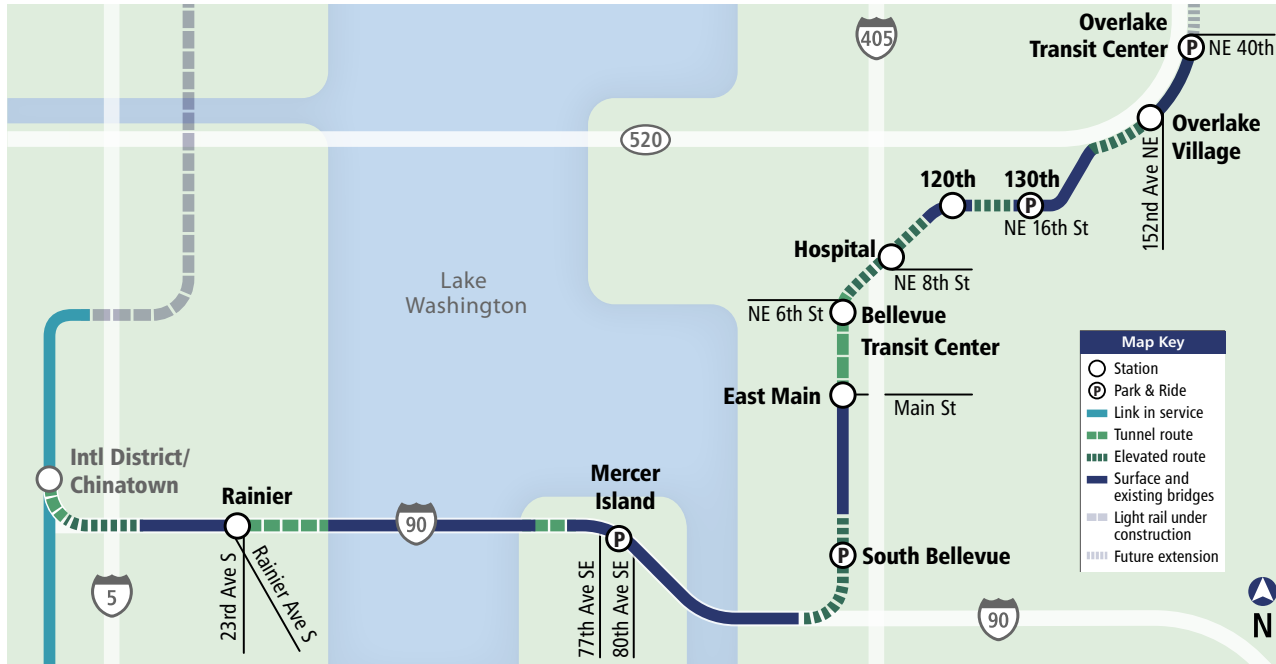 Overlake
Transit Center
P
NE 40th
405
520
Overlake
Village
152nd Ave NE
120th
130th
P
NE 16th St
Hospital
NE 8th St
NE 6th St
Bellevue
Transit Center
Lake
Washington
East Main
Main St
Map Key
Station
P Park & Ride
Link in service
Tunnel route
Elevated route
Surface and
existing bridges
Light rail under
construction
Future extension
Intl District/
Chinatown
Rainier
90
Mercer
Island
P
P
South Bellevue
23rd Ave S
Rainier Ave S
77th Ave SE
80th Ave SE
5
90
N